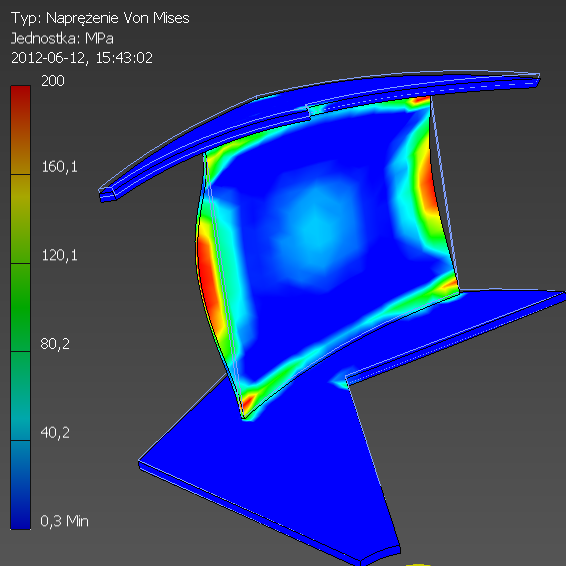 Typ: Naprężenie Von Mises
Jednostka: MPa
2012-06-12, 15:43:02
200
160,1
120,1
80,2
40,2
0,3 Min